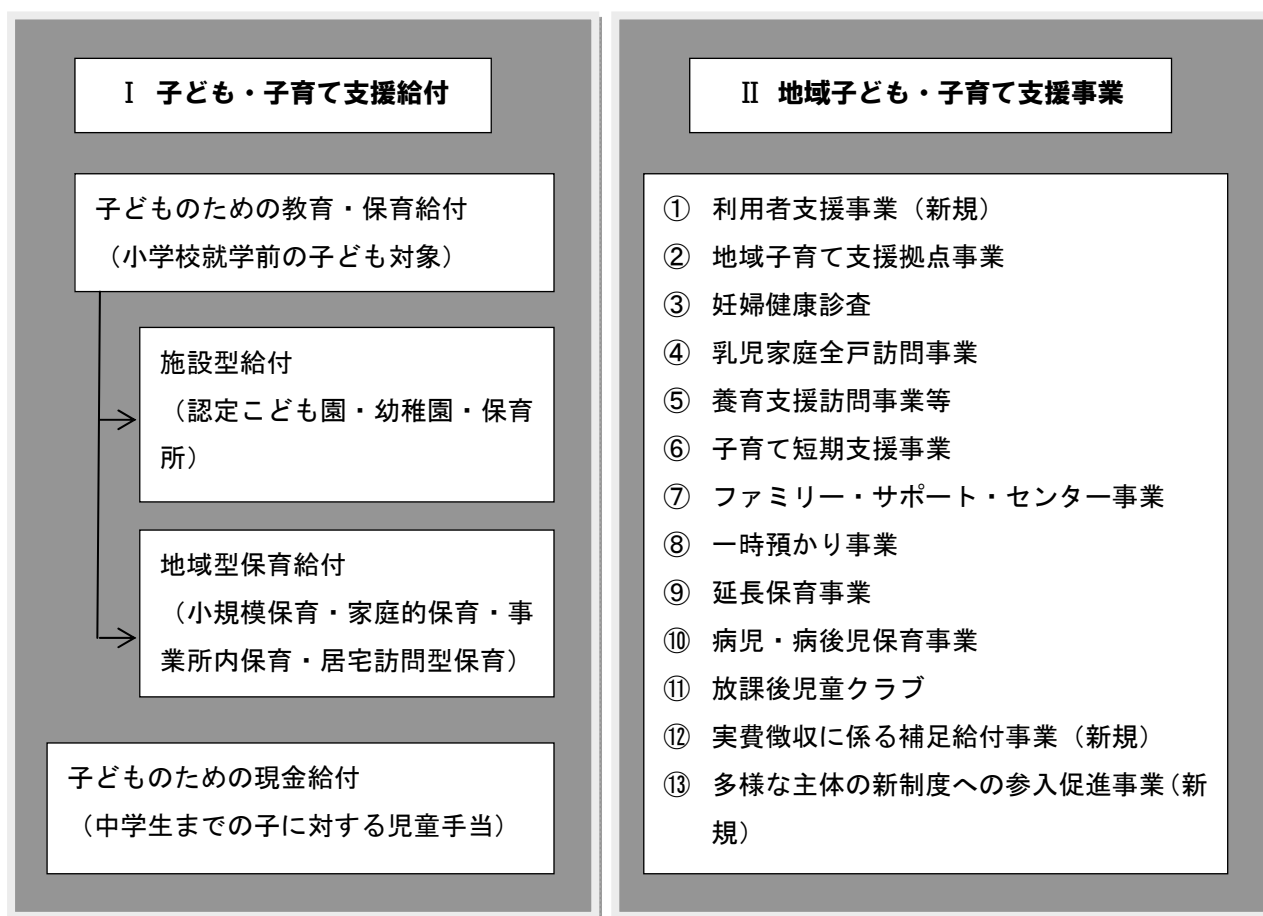 Ⅰ 子ども・子育て支援給付
子どものための教育・保育給付
（小学校就学前の子ども対象）
施設型給付
（認定こども園・幼稚園・保育
所）
地域型保育給付
（小規模保育・家庭的保育・事
業所内保育・居宅訪問型保育）
子どものための現金給付
（中学生までの子に対する児童手当）
Ⅱ 地域子ども・子育て支援事業
① 利用者支援事業（新規）
② 地域子育て支援拠点事業
③ 妊婦健康診査
④ 乳児家庭全戸訪問事業
⑤ 養育支援訪問事業等
⑥ 子育て短期支援事業
⑦ ファミリー・サポート・センター事業
⑧ 一時預かり事業
⑨ 延長保育事業
⑩ 病児・病後児保育事業
⑪ 放課後児童クラブ
⑫ 実費徴収に係る補足給付事業（新規）
⑬ 多様な主体の新制度への参入促進事業（新
規）